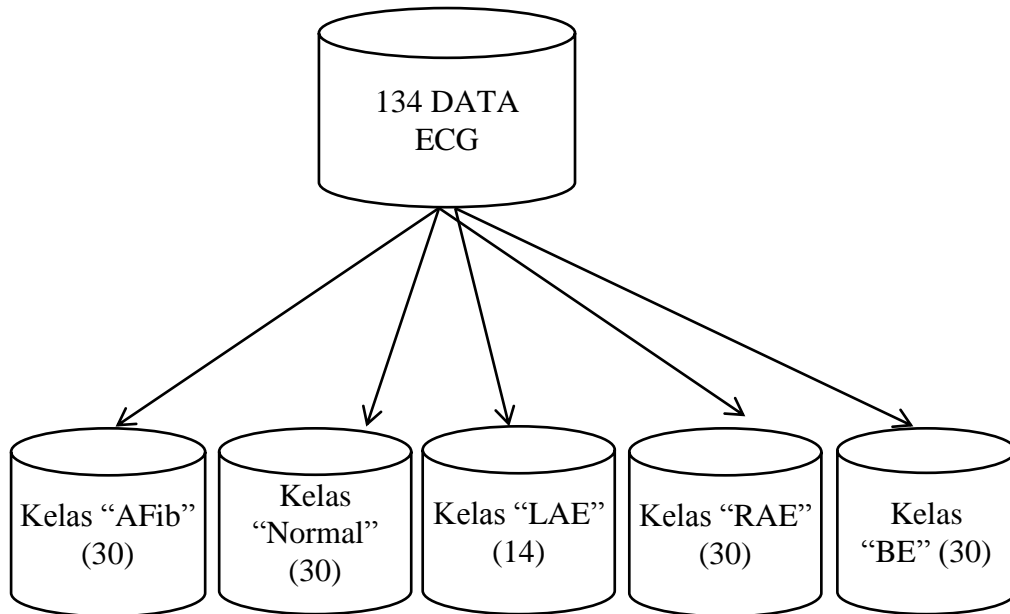 134 DATA
ECG
Kelas “AFib”
(30)
Kelas
“Normal”
(30)
Kelas “LAE”
(14)
Kelas “RAE”
(30)
Kelas
“BE” (30)